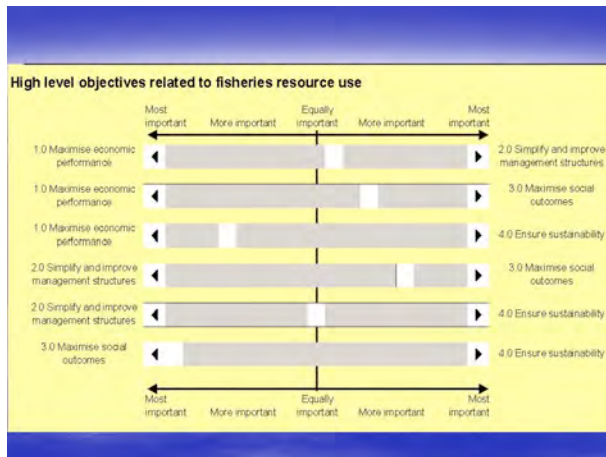 High level objectives related to fisheries resource use
Most important
More important
Equally important
More important
Most important
1.0 Maximise economic performance
2.0 Simplify and improve management structures
1.0 Maximise economic performance
3.0 Maximise social outcomes
1.0 Maximise economic performance
4.0 Ensure sustainability
2.0 Simplify and improve management structures
3.0 Maximise social outcomes
2.0 Simplify and improve management structures
4.0 Ensure sustainability
3.0 Maximise social outcomes
4.0 Ensure sustainability
Most important
More important
Equally important
More important
Most important